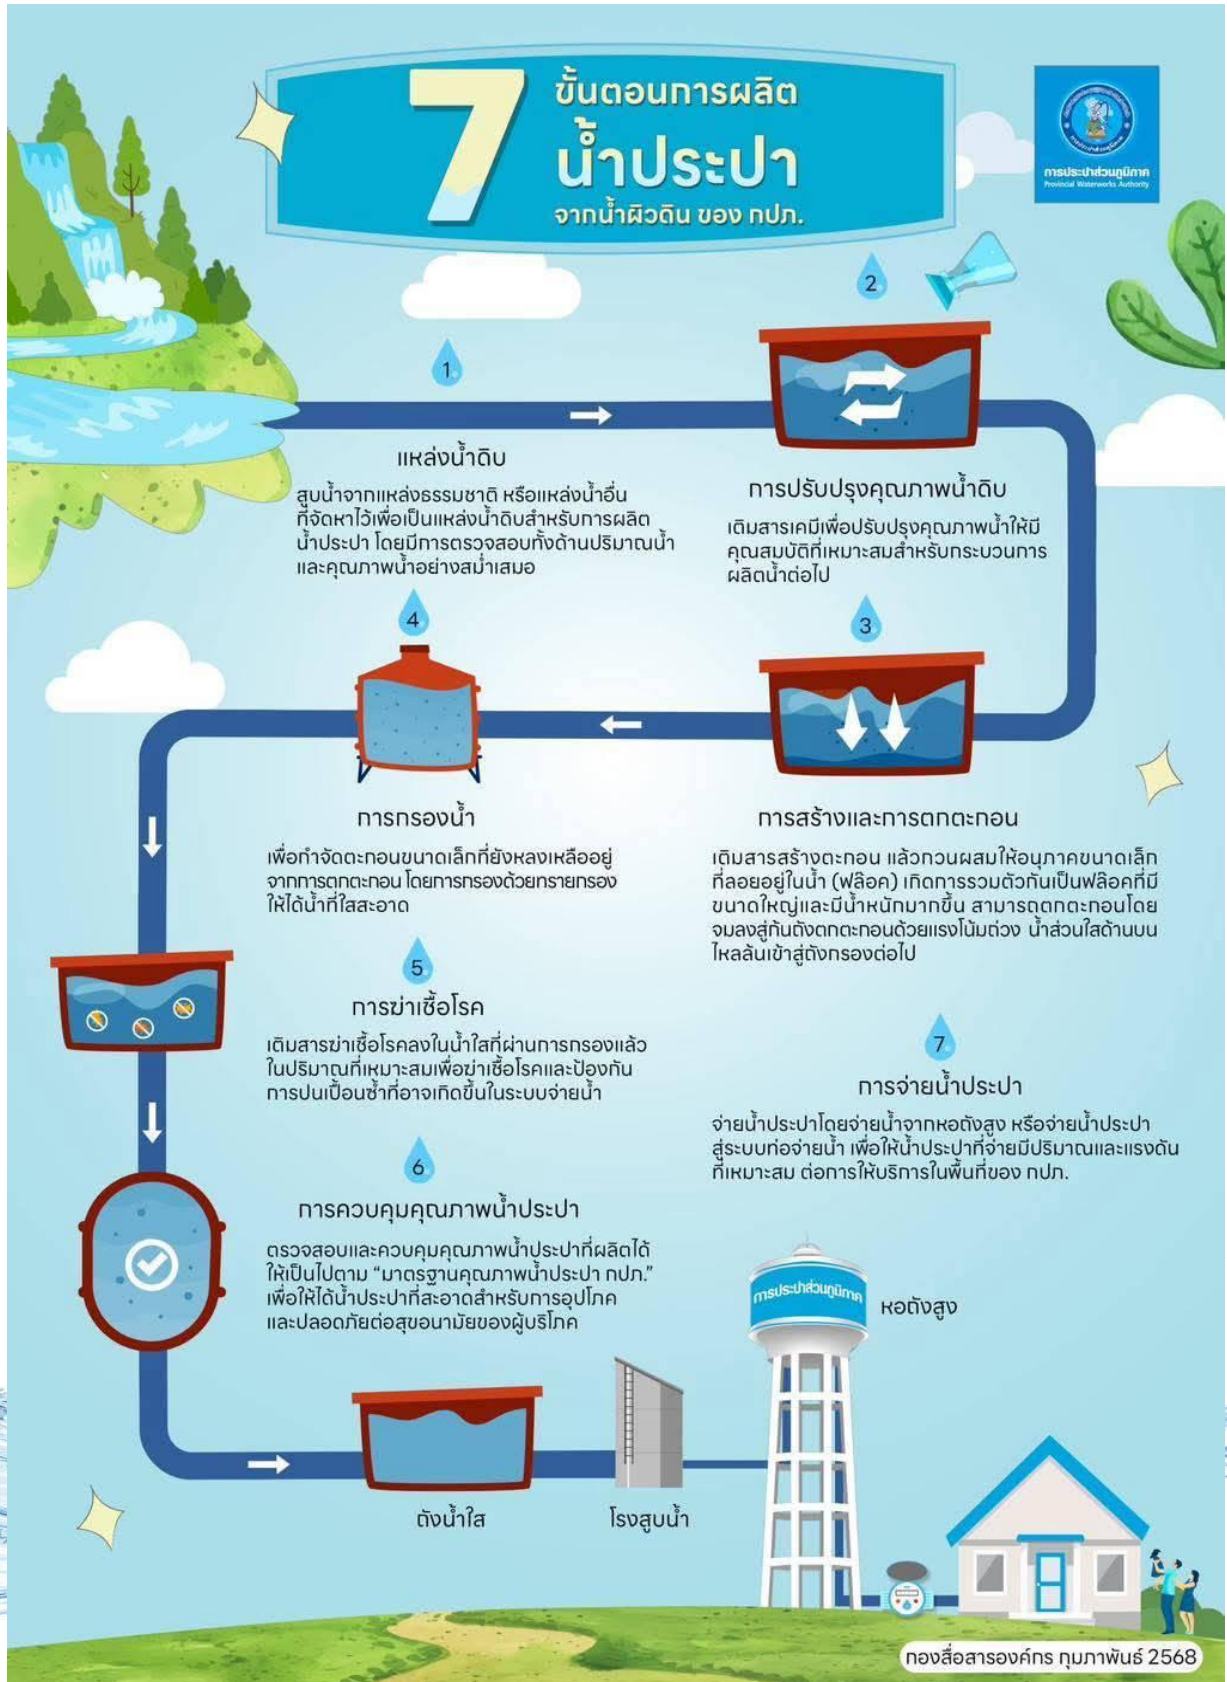 7
ขั้นตอนการผลิต
น้ำประปา
จากน้ำผิวดิน ของ กปภ.
การประปาส่วนภูมิภาค
Provincial Waterworks Authority
1.
แหล่งน้ำดิบ
สูบน้ำจากแหล่งธรรมชาติ หรือแหล่งน้ำอื่น
ที่จัดหาไว้เพื่อเป็นแหล่งน้ำดิบสำหรับการผลิต
น้ำประปา โดยมีการตรวจสอบทั้งด้านปริมาณน้ำ
และคุณภาพน้ำอย่างสม่ำเสมอ
2.
การปรับปรุงคุณภาพน้ำดิบ
เติมสารเคมีเพื่อปรับปรุงคุณภาพน้ำให้มี
คุณสมบัติที่เหมาะสมสำหรับกระบวนการ
ผลิตน้ำต่อไป
3.
การสร้างและการตกตะกอน
เติมสารสร้างตะกอน แล้วกวนผสมให้อนุภาคขนาดเล็ก
ที่ลอยอยู่ในน้ำ (ฟล๊อค) เกิดการรวมตัวกันเป็นฟล๊อคที่มี
ขนาดใหญ่และมีน้ำหนักมากขึ้น สามารถตกตะกอนโดย
จมลงสู่ก้นถังตกตะกอนด้วยแรงโน้มถ่วง น้ำส่วนใสด้านบน
ไหลล้นเข้าสู่ถังกรองต่อไป
4.
การกรองน้ำ
เพื่อกำจัดตะกอนขนาดเล็กที่ยังหลงเหลืออยู่
จากการตกตะกอน โดยการกรองด้วยทรายกรอง
ให้ได้น้ำที่ใสสะอาด
5.
การฆ่าเชื้อโรค
เติมสารฆ่าเชื้อโรคลงในน้ำใสที่ผ่านการกรองแล้ว
ในปริมาณที่เหมาะสมเพื่อฆ่าเชื้อโรคและป้องกัน
การปนเปื้อนซ้ำที่อาจเกิดขึ้นในระบบจ่ายน้ำ
6.
การควบคุมคุณภาพน้ำประปา
ตรวจสอบและควบคุมคุณภาพน้ำประปาที่ผลิตได้
ให้เป็นไปตาม “มาตรฐานคุณภาพน้ำประปา กปภ.”
เพื่อให้ได้น้ำประปาที่สะอาดสำหรับการอุปโภค
และปลอดภัยต่อสุขอนามัยของผู้บริโภค
7.
การจ่ายน้ำประปา
จ่ายน้ำประปาโดยจ่ายน้ำจากหอถังสูง หรือจ่ายน้ำประปา
สู่ระบบท่อจ่ายน้ำ เพื่อให้น้ำประปาที่จ่ายมีปริมาณและแรงดัน
ที่เหมาะสม ต่อการให้บริการในพื้นที่ของ กปภ.
การประปาส่วนภูมิภาค
หอถังสูง
ถังน้ำใส
โรงสูบน้ำ
กองสื่อสารองค์กร กุมภาพันธ์ 2568